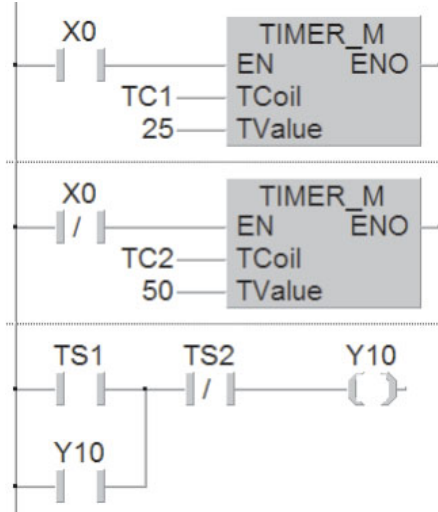 X0
TIMER_M
EN ENO
TC1 TCoil
25 TValue
X0
TIMER_M
EN ENO
TC2 TCoil
50 TValue
TS1 TS2 Y10
Y10